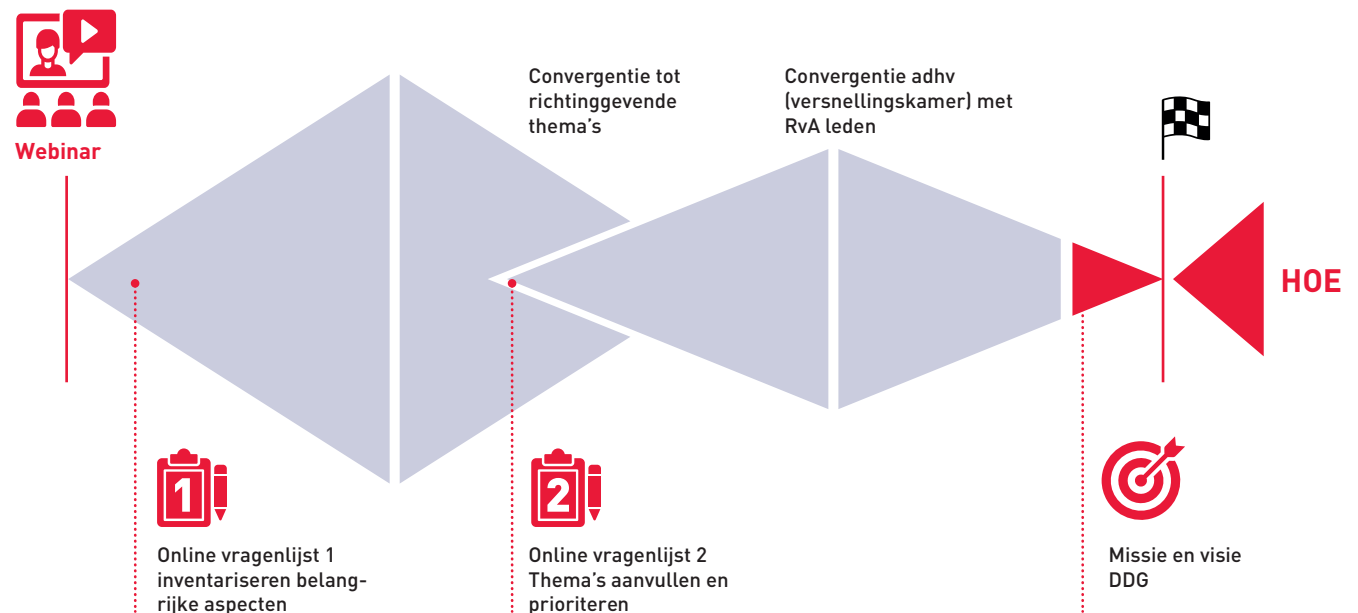 Webinar
Convergentie tot
richtinggevende
thema's
Convergentie adhv
(versnellingskamer) met
RvA leden
HOE
1
Online vragenlijst 1
inventariseren belang-
rijke aspecten
2
Online vragenlijst 2
Thema's aanvullen en
prioriteren
Missie en visie
DDG